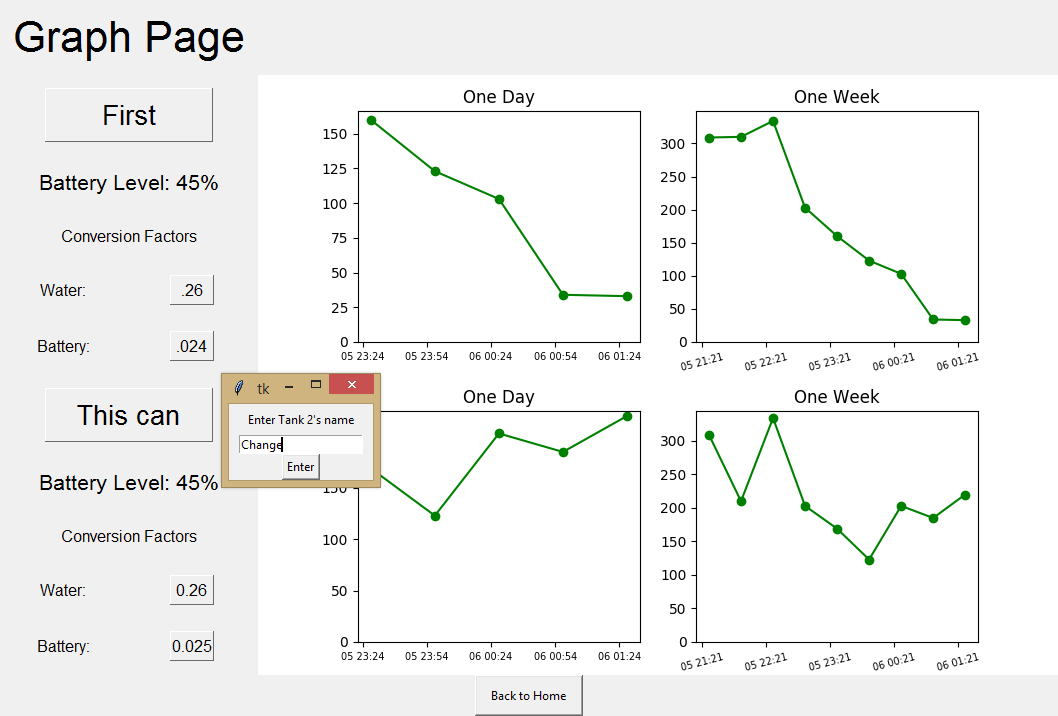 Graph Page
First
Battery Level: 45%
Conversion Factors
Water: .26
Battery: .024
One Day
150
125
100
75
50
25
0
05 23:24 05 23:54 06 00:24 06 00:54 06 01:24
One Week
300
250
200
150
100
50
0
05 21:21 05 22:21 05 23:21 06 00:21 06 01:21
This can
Battery Level: 45%
Conversion Factors
Water: 0.26
Battery: 0.025
tk
Enter Tank 2's name
Change
Enter
One Day
150
100
50
0
05 23:24 05 23:54 06 00:24 06 00:54 06 01:24
One Week
300
250
200
150
100
50
0
05 21:21 05 22:21 05 23:21 06 00:21 06 01:21
Back to Home